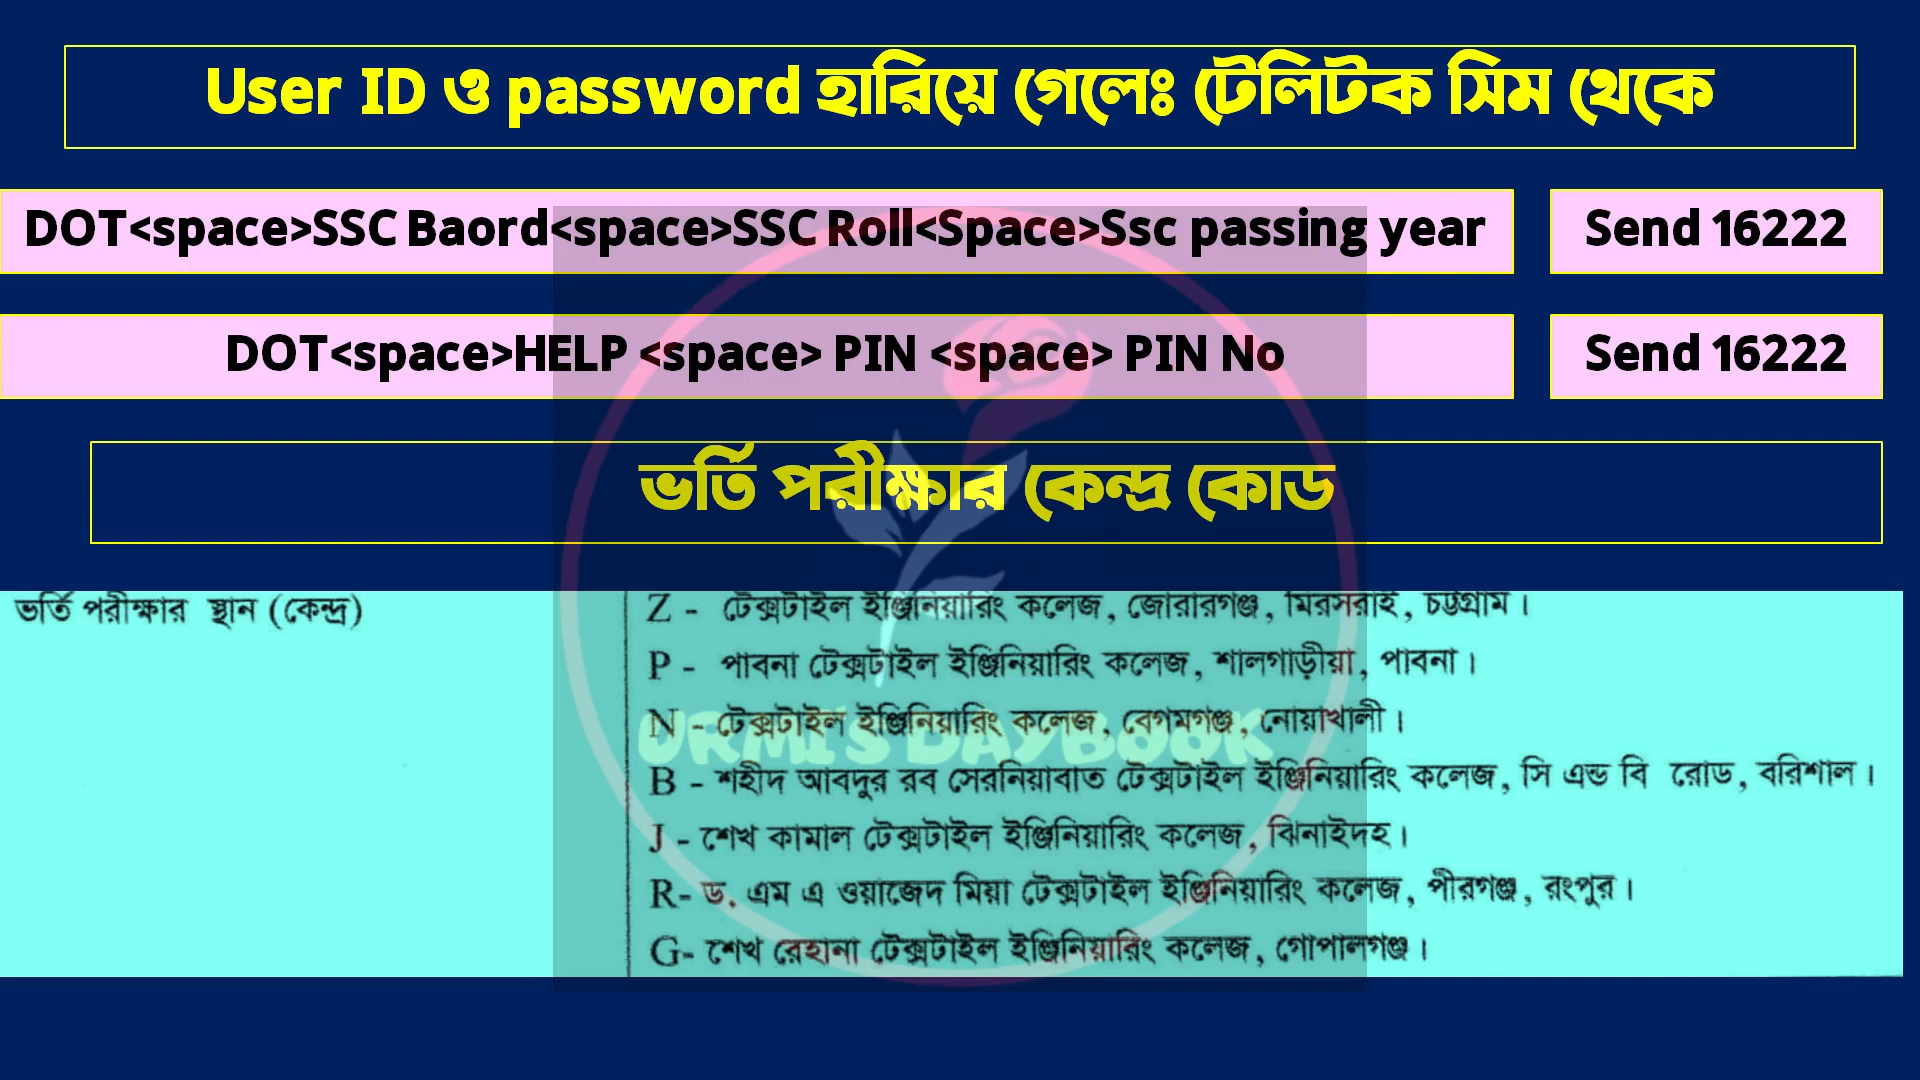 User ID ও password হারিয়ে গেলেঃ টেলিটক সিম থেকে
DOT<space>SSC Baord<space>SSC Roll<Space>Ssc passing year
Send 16222
DOT<space>HELP <space> PIN <space> PIN No
Send 16222
ভর্তি পরীক্ষার কেন্দ্র কোড
ভর্তি পরীক্ষার স্থান (কেন্দ্র)
Z - টেক্সটাইল ইঞ্জিনিয়ারিং কলেজ, জোরারগঞ্জ, মিরসরাই, চট্টগ্রাম।
P - পাবনা টেক্সটাইল ইঞ্জিনিয়ারিং কলেজ, শালগাড়ীয়া, পাবনা।
N - টেক্সটাইল ইঞ্জিনিয়ারিং কলেজ, বেগমগঞ্জ, নোয়াখালী।
URMI'S DAYBOOK
B - শহীদ আবদুর রব সেরনিয়াবাত টেক্সটাইল ইঞ্জিনিয়ারিং কলেজ, সি এন্ড বি রোড, বরিশাল।
J - শেখ কামাল টেক্সটাইল ইঞ্জিনিয়ারিং কলেজ, ঝিনাইদহ।
R- ড. এম এ ওয়াজেদ মিয়া টেক্সটাইল ইঞ্জিনিয়ারিং কলেজ, পীরগঞ্জ, রংপুর।
G- শেখ রেহানা টেক্সটাইল ইঞ্জিনিয়ারিং কলেজ, গোপালগঞ্জ।